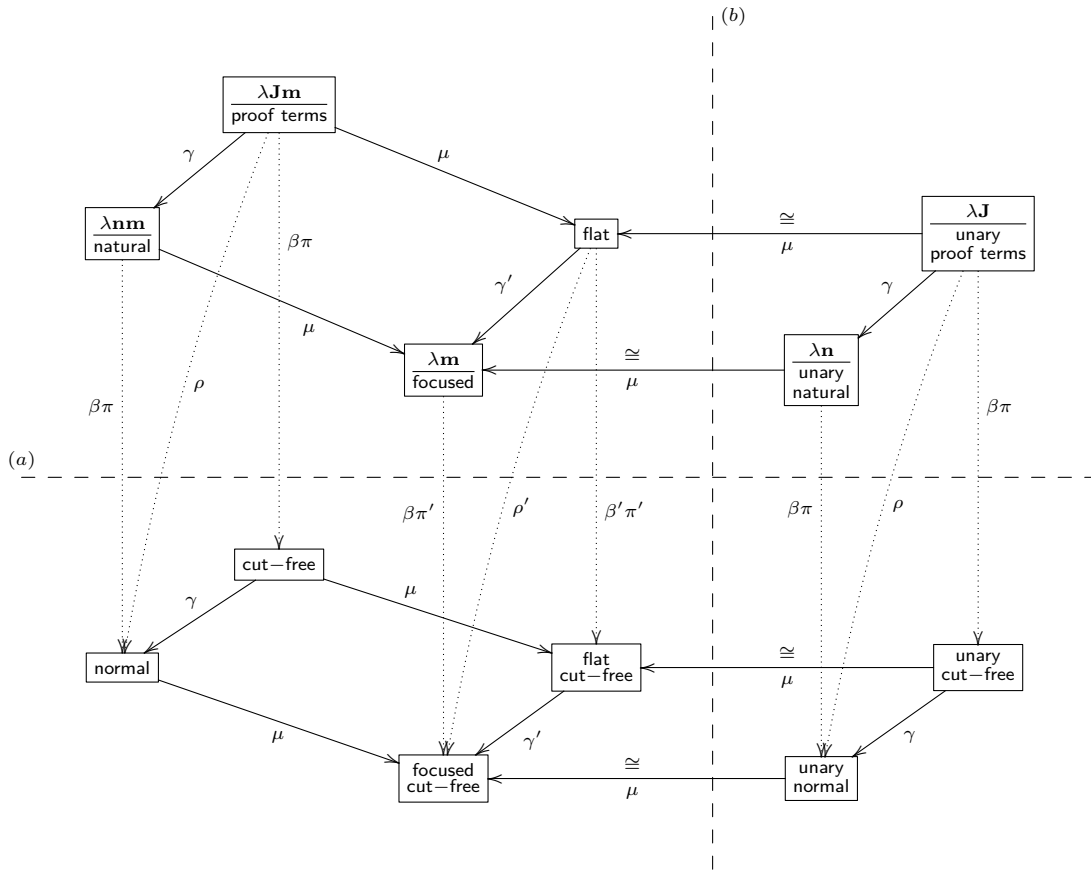 (b)
λJm
proof terms
γ
μ
λnm
natural
βπ
flat
≅
μ
λJ
unary
proof terms
γ′
γ
μ
λm
focused
≅
μ
λn
unary
natural
ρ
βπ
βπ
(a)
βπ′
ρ′
β′π′
βπ
ρ
cut−free
γ
μ
normal
flat
cut−free
≅
μ
unary
cut−free
μ
γ′
γ
focused
cut−free
≅
μ
unary
normal